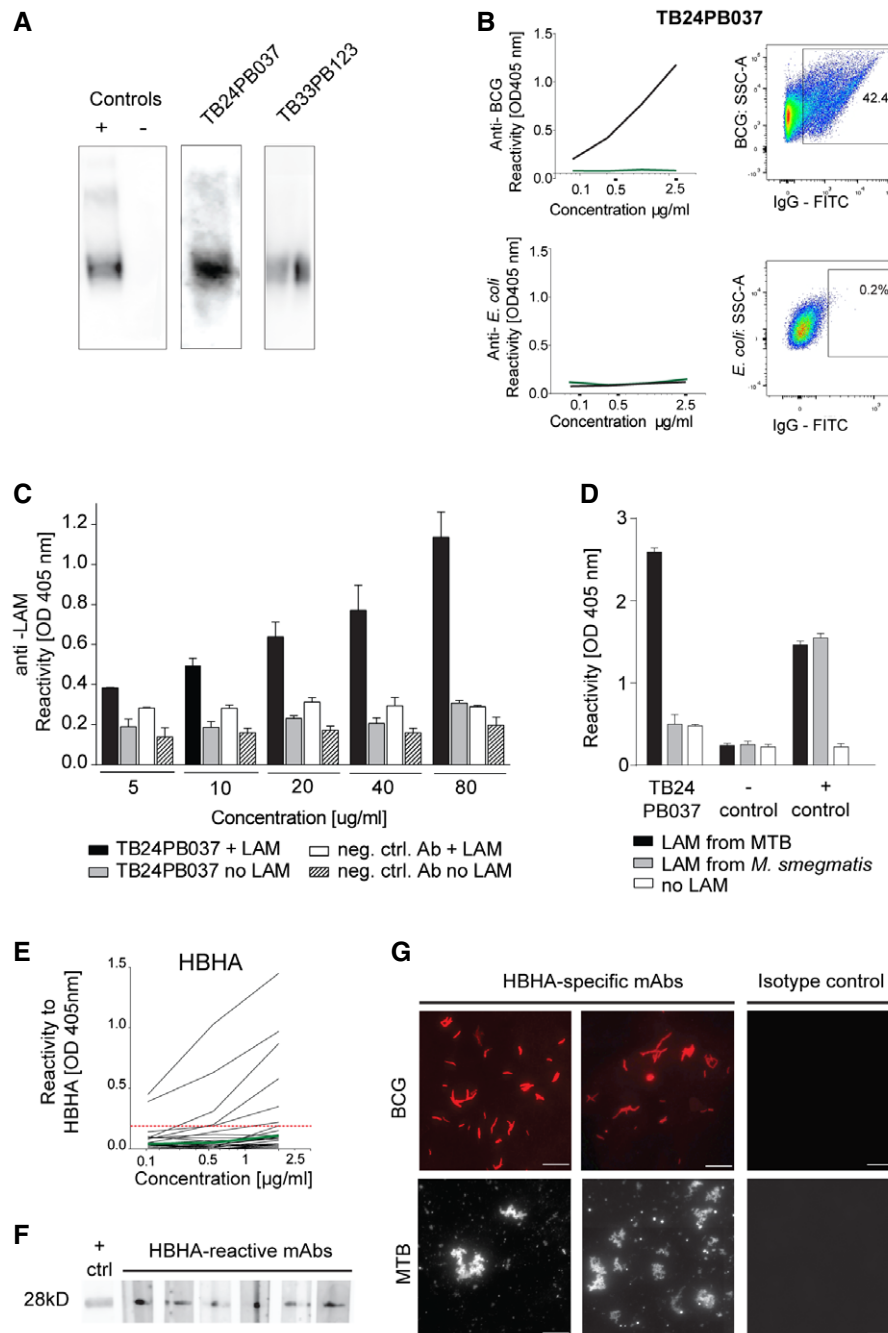 A
Controls
+ -
TB24PB037
TB33PB123
B
TB24PB037
Anti- BCG
Reactivity [OD405 nm]
1.5
1.0
0.5
0.0
0.1 0.5 2.5
Concentration µg/ml
BCG: SSC-A
42.4
IgG - FITC
Anti- E. coli
Reactivity [OD405 nm]
1.5
1.0
0.5
0.0
0.1 0.5 2.5
Concentration µg/ml
E. coli: SSC-A
0.2%
IgG - FITC
C
anti -LAM
Reactivity [OD 405 nm]
1.2
1.0
0.8
0.6
0.4
0.2
0.0
5 10 20 40 80
Concentration [ug/ml]
TB24PB037 + LAM
neg. ctrl. Ab + LAM
TB24PB037 no LAM
neg. ctrl. Ab no LAM
D
Reactivity [OD 405 nm]
3
2
1
0
TB24 - +
PB037 control control
LAM from MTB
LAM from M. smegmatis
no LAM
E
HBHA
Reactivity to
HBHA [OD 405nm]
1.5
1.0
0.5
0.0
0.1 0.5 1 2.5
Concentration [µg/ml]
F
+
ctrl
HBHA-reactive mAbs
28kD
G
HBHA-specific mAbs
Isotype control
BCG
MTB